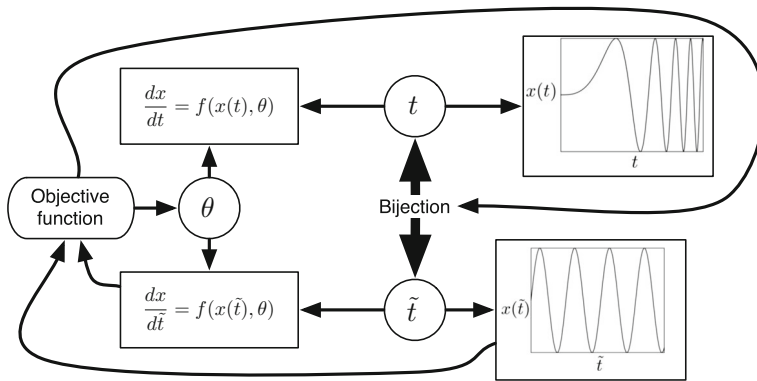 dx/dt = f(x(t), θ)
t
x(t)
t
Objective
function
θ
Bijection
dx/dt̃ = f(x(t̃), θ)
t̃
x(t̃)
t̃